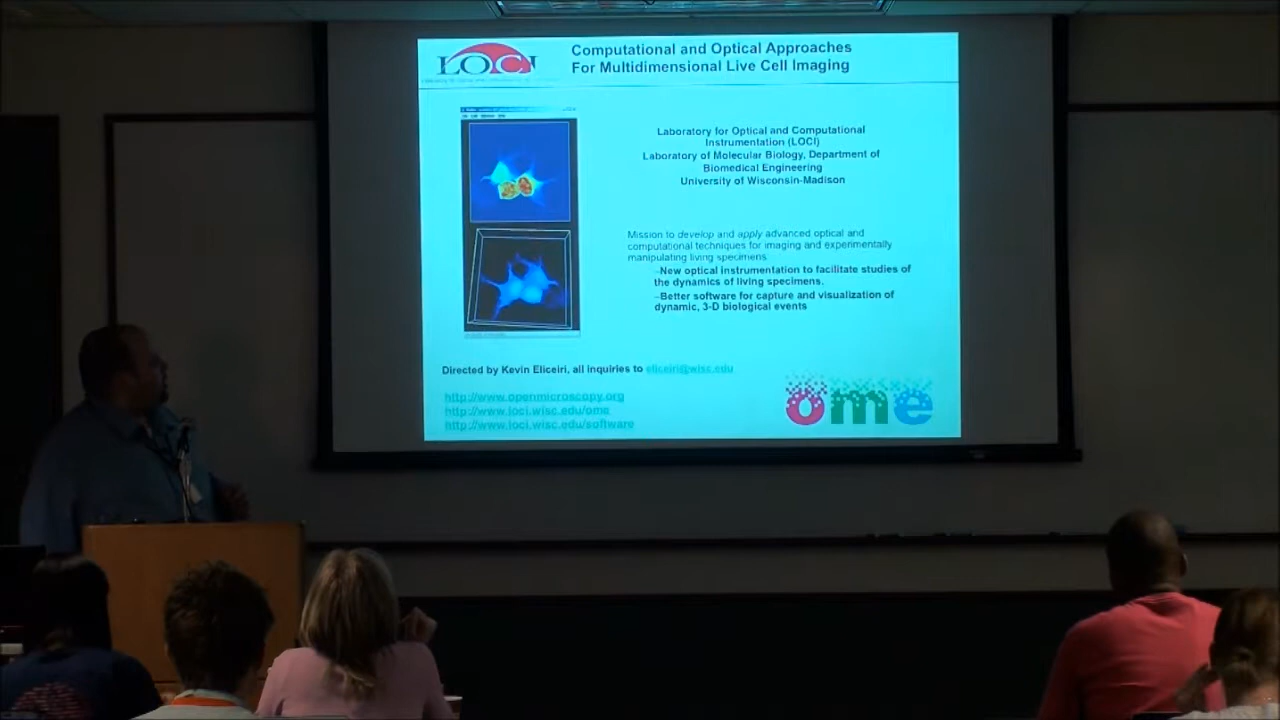 LOCI
Computational and Optical Approaches
For Multidimensional Live Cell Imaging
Laboratory for Optical and Computational
Instrumentation (LOCI)
Laboratory of Molecular Biology, Department of
Biomedical Engineering
University of Wisconsin-Madison
Mission to develop and apply advanced optical and
computational techniques for imaging and experimentally
manipulating living specimens
–New optical instrumentation to facilitate studies of
the dynamics of living specimens.
–Better software for capture and visualization of
dynamic, 3-D biological events
Directed by Kevin Eliceiri, all inquiries to eliceiri@wisc.edu
http://www.openmicroscopy.org
http://www.loci.wisc.edu/ome
http://www.loci.wisc.edu/software
ome